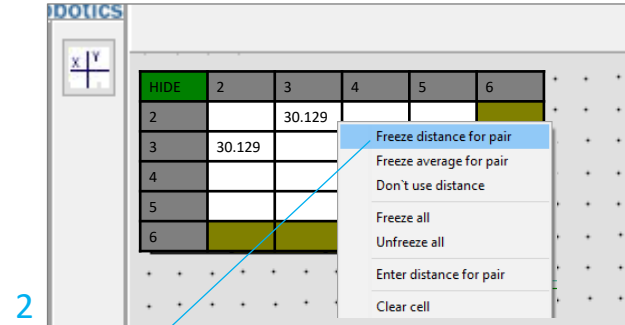 obotics
X Y
HIDE 2 3 4 5 6
2 30.129
3 30.129
4
5
6
Freeze distance for pair
Freeze average for pair
Don`t use distance
Freeze all
Unfreeze all
Enter distance for pair
Clear cell
2